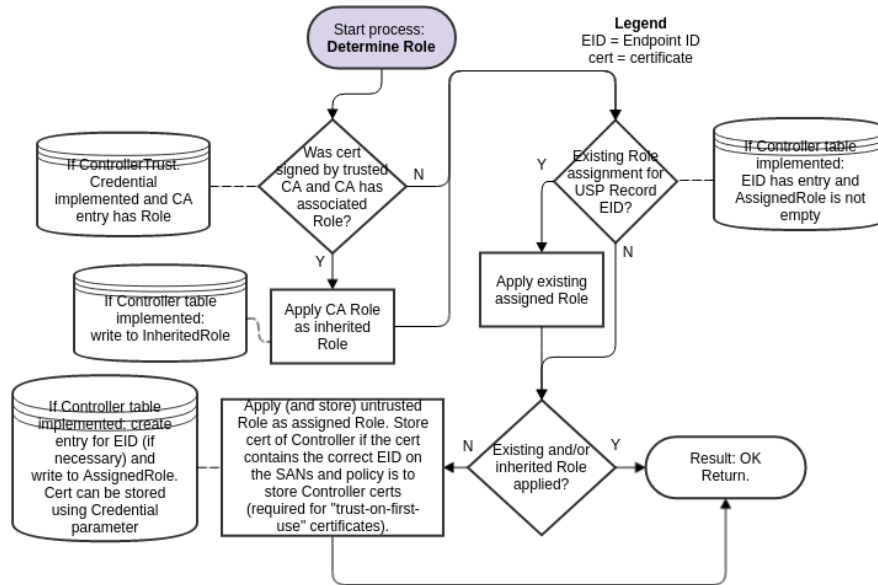 Start process:
Determine Role
Legend
EID = Endpoint ID
cert = certificate
If ControllerTrust.
Credential
implemented and CA
entry has Role
Was cert
signed by trusted
CA and CA has
associated
Role?
N
Y
Existing Role
assignment for
USP Record
EID?
Y
N
If Controller table
implemented:
EID has entry and
AssignedRole is not
empty
If Controller table
implemented:
write to InheritedRole
Apply CA Role
as inherited
Role
Apply existing
assigned Role
If Controller table
implemented: create
entry for EID (if
necessary) and
write to AssignedRole.
Cert can be stored
using Credential
parameter
Apply (and store) untrusted
Role as assigned Role. Store
cert of Controller if the cert
contains the correct EID on
the SANs and policy is to
store Controller certs
(required for "trust-on-first-
use" certificates).
N
Existing and/or
inherited Role
applied?
Y
Result: OK
Return.